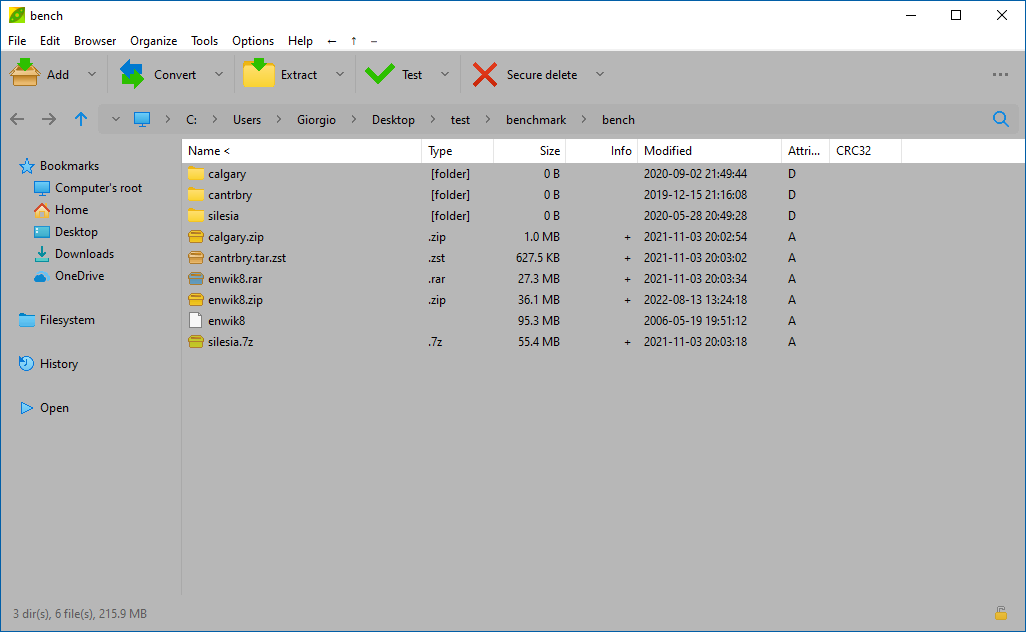 bench
File Edit Browser Organize Tools Options Help ← ↑ –
Add Convert Extract Test Secure delete ...
C: > Users > Giorgio > Desktop > test > benchmark > bench
Name < Type Size Info Modified Attri... CRC32
calgary [folder] 0 B 2020-09-02 21:49:44 D
cantrbry [folder] 0 B 2019-12-15 21:16:08 D
silesia [folder] 0 B 2020-05-28 20:49:28 D
calgary.zip .zip 1.0 MB + 2021-11-03 20:02:54 A
cantrbry.tar.zst .zst 627.5 KB + 2021-11-03 20:03:02 A
enwik8.rar .rar 27.3 MB + 2021-11-03 20:03:34 A
enwik8.zip .zip 36.1 MB + 2022-08-13 13:24:18 A
enwik8 95.3 MB 2006-05-19 19:51:12 A
silesia.7z .7z 55.4 MB + 2021-11-03 20:03:18 A
Bookmarks
Computer's root
Home
Desktop
Downloads
OneDrive
Filesystem
History
Open
3 dir(s), 6 file(s), 215.9 MB